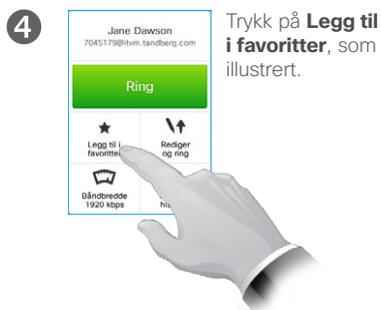 4
Jane Dawson
7045179@itvm.tandberg.com
Ring
Legg til i
favoritter
Rediger
og ring
Båndbredde
1920 kbps
Trykk på Legg til
i favoritter, som
illustrert.